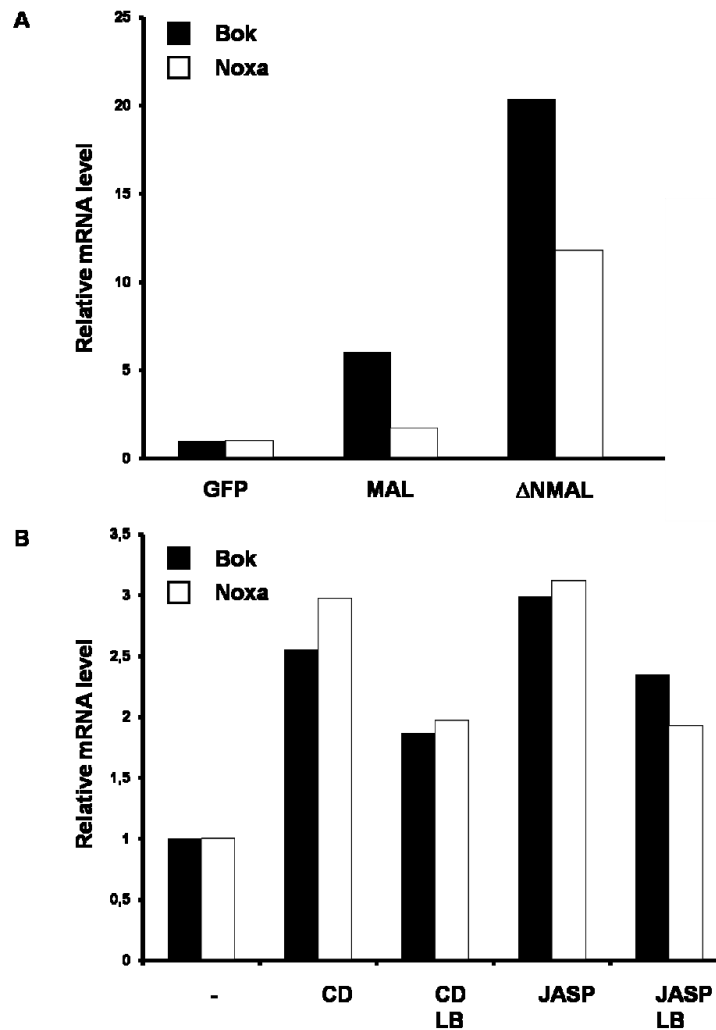 A
Bok
Noxa
Relative mRNA level
25
20
15
10
5
0
GFP MAL ΔNMAL
B
Bok
Noxa
Relative mRNA level
3,5
3
2,5
2
1,5
1
0,5
0
- CD CD JASP JASP
LB LB